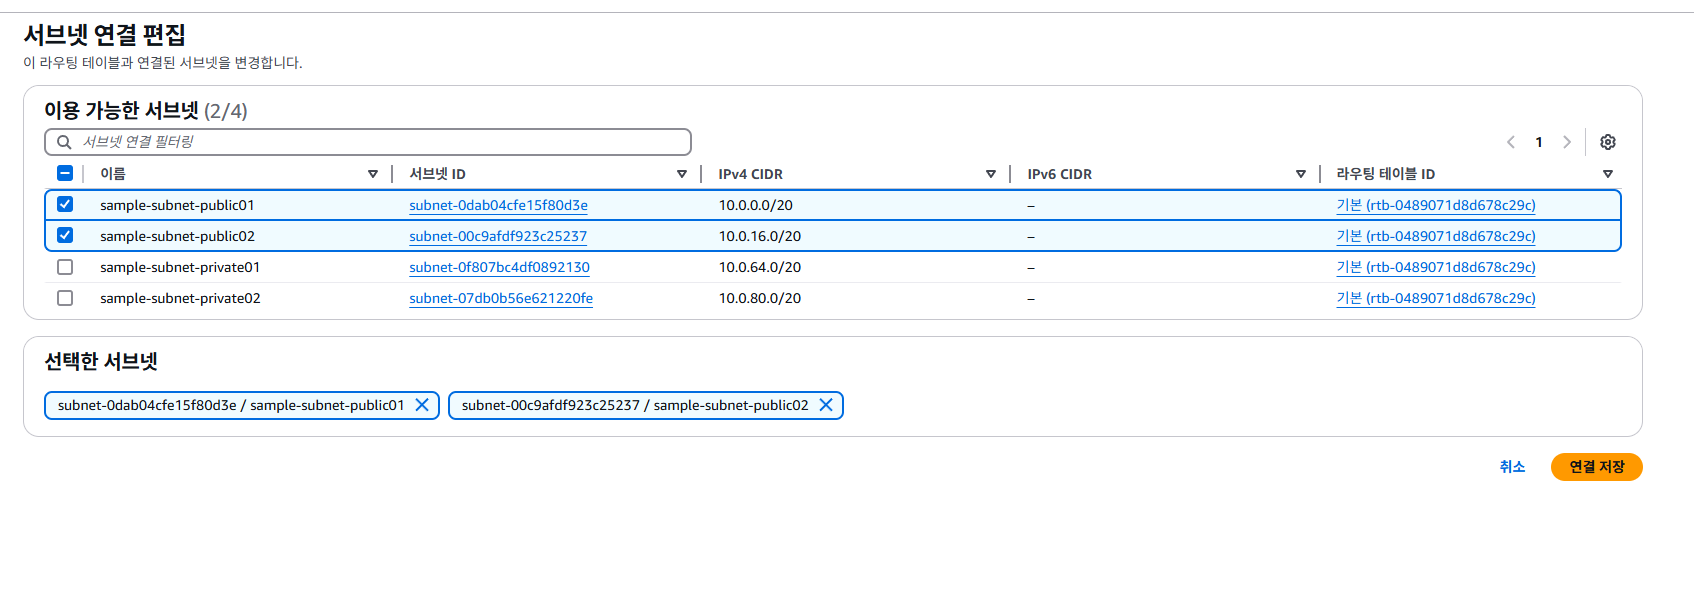 서브넷 연결 편집
이 라우팅 테이블과 연결된 서브넷을 변경합니다.
이용 가능한 서브넷 (2/4)
서브넷 연결 필터링
1
이름 서브넷 ID IPv4 CIDR IPv6 CIDR 라우팅 테이블 ID
sample-subnet-public01 subnet-0dab04cfe15f80d3e 10.0.0.0/20 – 기본 (rtb-0489071d8d678c29c)
sample-subnet-public02 subnet-00c9afdf923c25237 10.0.16.0/20 – 기본 (rtb-0489071d8d678c29c)
sample-subnet-private01 subnet-0f807bc4df0892130 10.0.64.0/20 – 기본 (rtb-0489071d8d678c29c)
sample-subnet-private02 subnet-07db0b56e621220fe 10.0.80.0/20 – 기본 (rtb-0489071d8d678c29c)
선택한 서브넷
subnet-0dab04cfe15f80d3e / sample-subnet-public01 subnet-00c9afdf923c25237 / sample-subnet-public02
취소 연결 저장